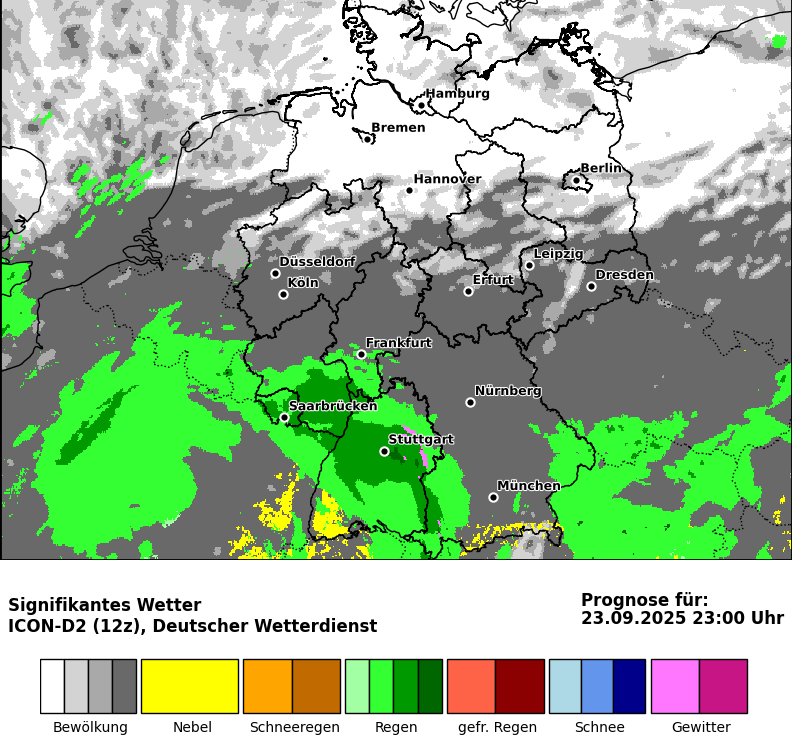 Hamburg
Bremen
Berlin
Hannover
Leipzig
Düsseldorf
Dresden
Köln
Erfurt
Frankfurt
Nürnberg
Saarbrücken
Stuttgart
München
Signifikantes Wetter
ICON-D2 (12z), Deutscher Wetterdienst
Prognose für:
23.09.2025 23:00 Uhr
Bewölkung Nebel Schneeregen Regen gefr. Regen Schnee Gewitter